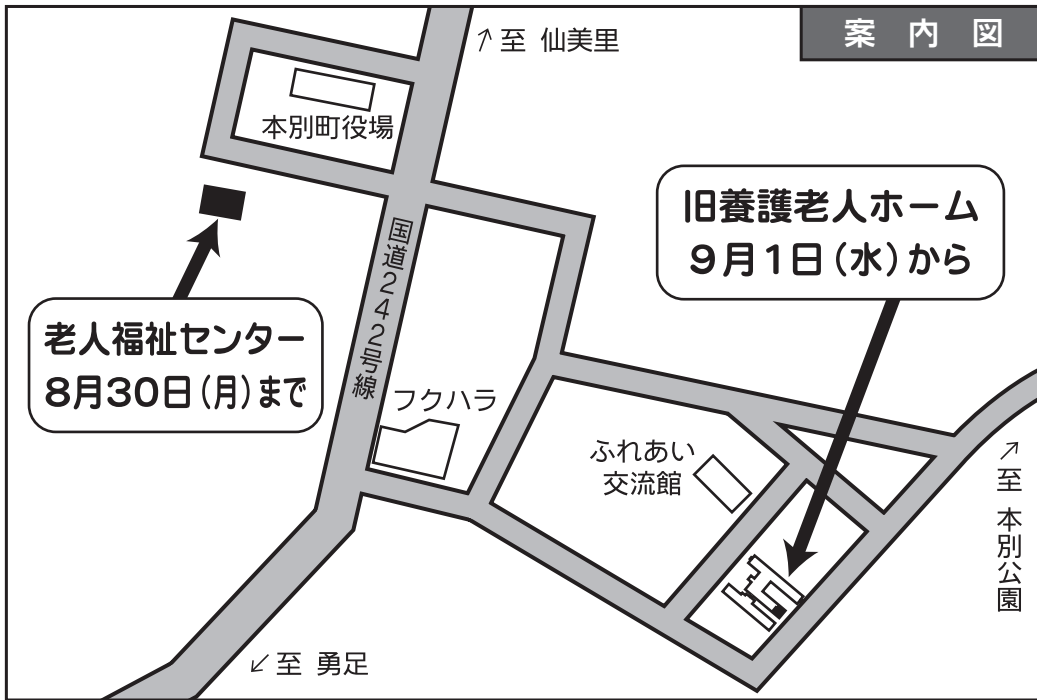 案内図
↗至 仙美里
本別町役場
旧養護老人ホーム
9月1日(水)から
国道242号線
老人福祉センター
8月30日(月)まで
フクハラ
ふれあい
交流館
↗至 本別公園
↙至 勇足